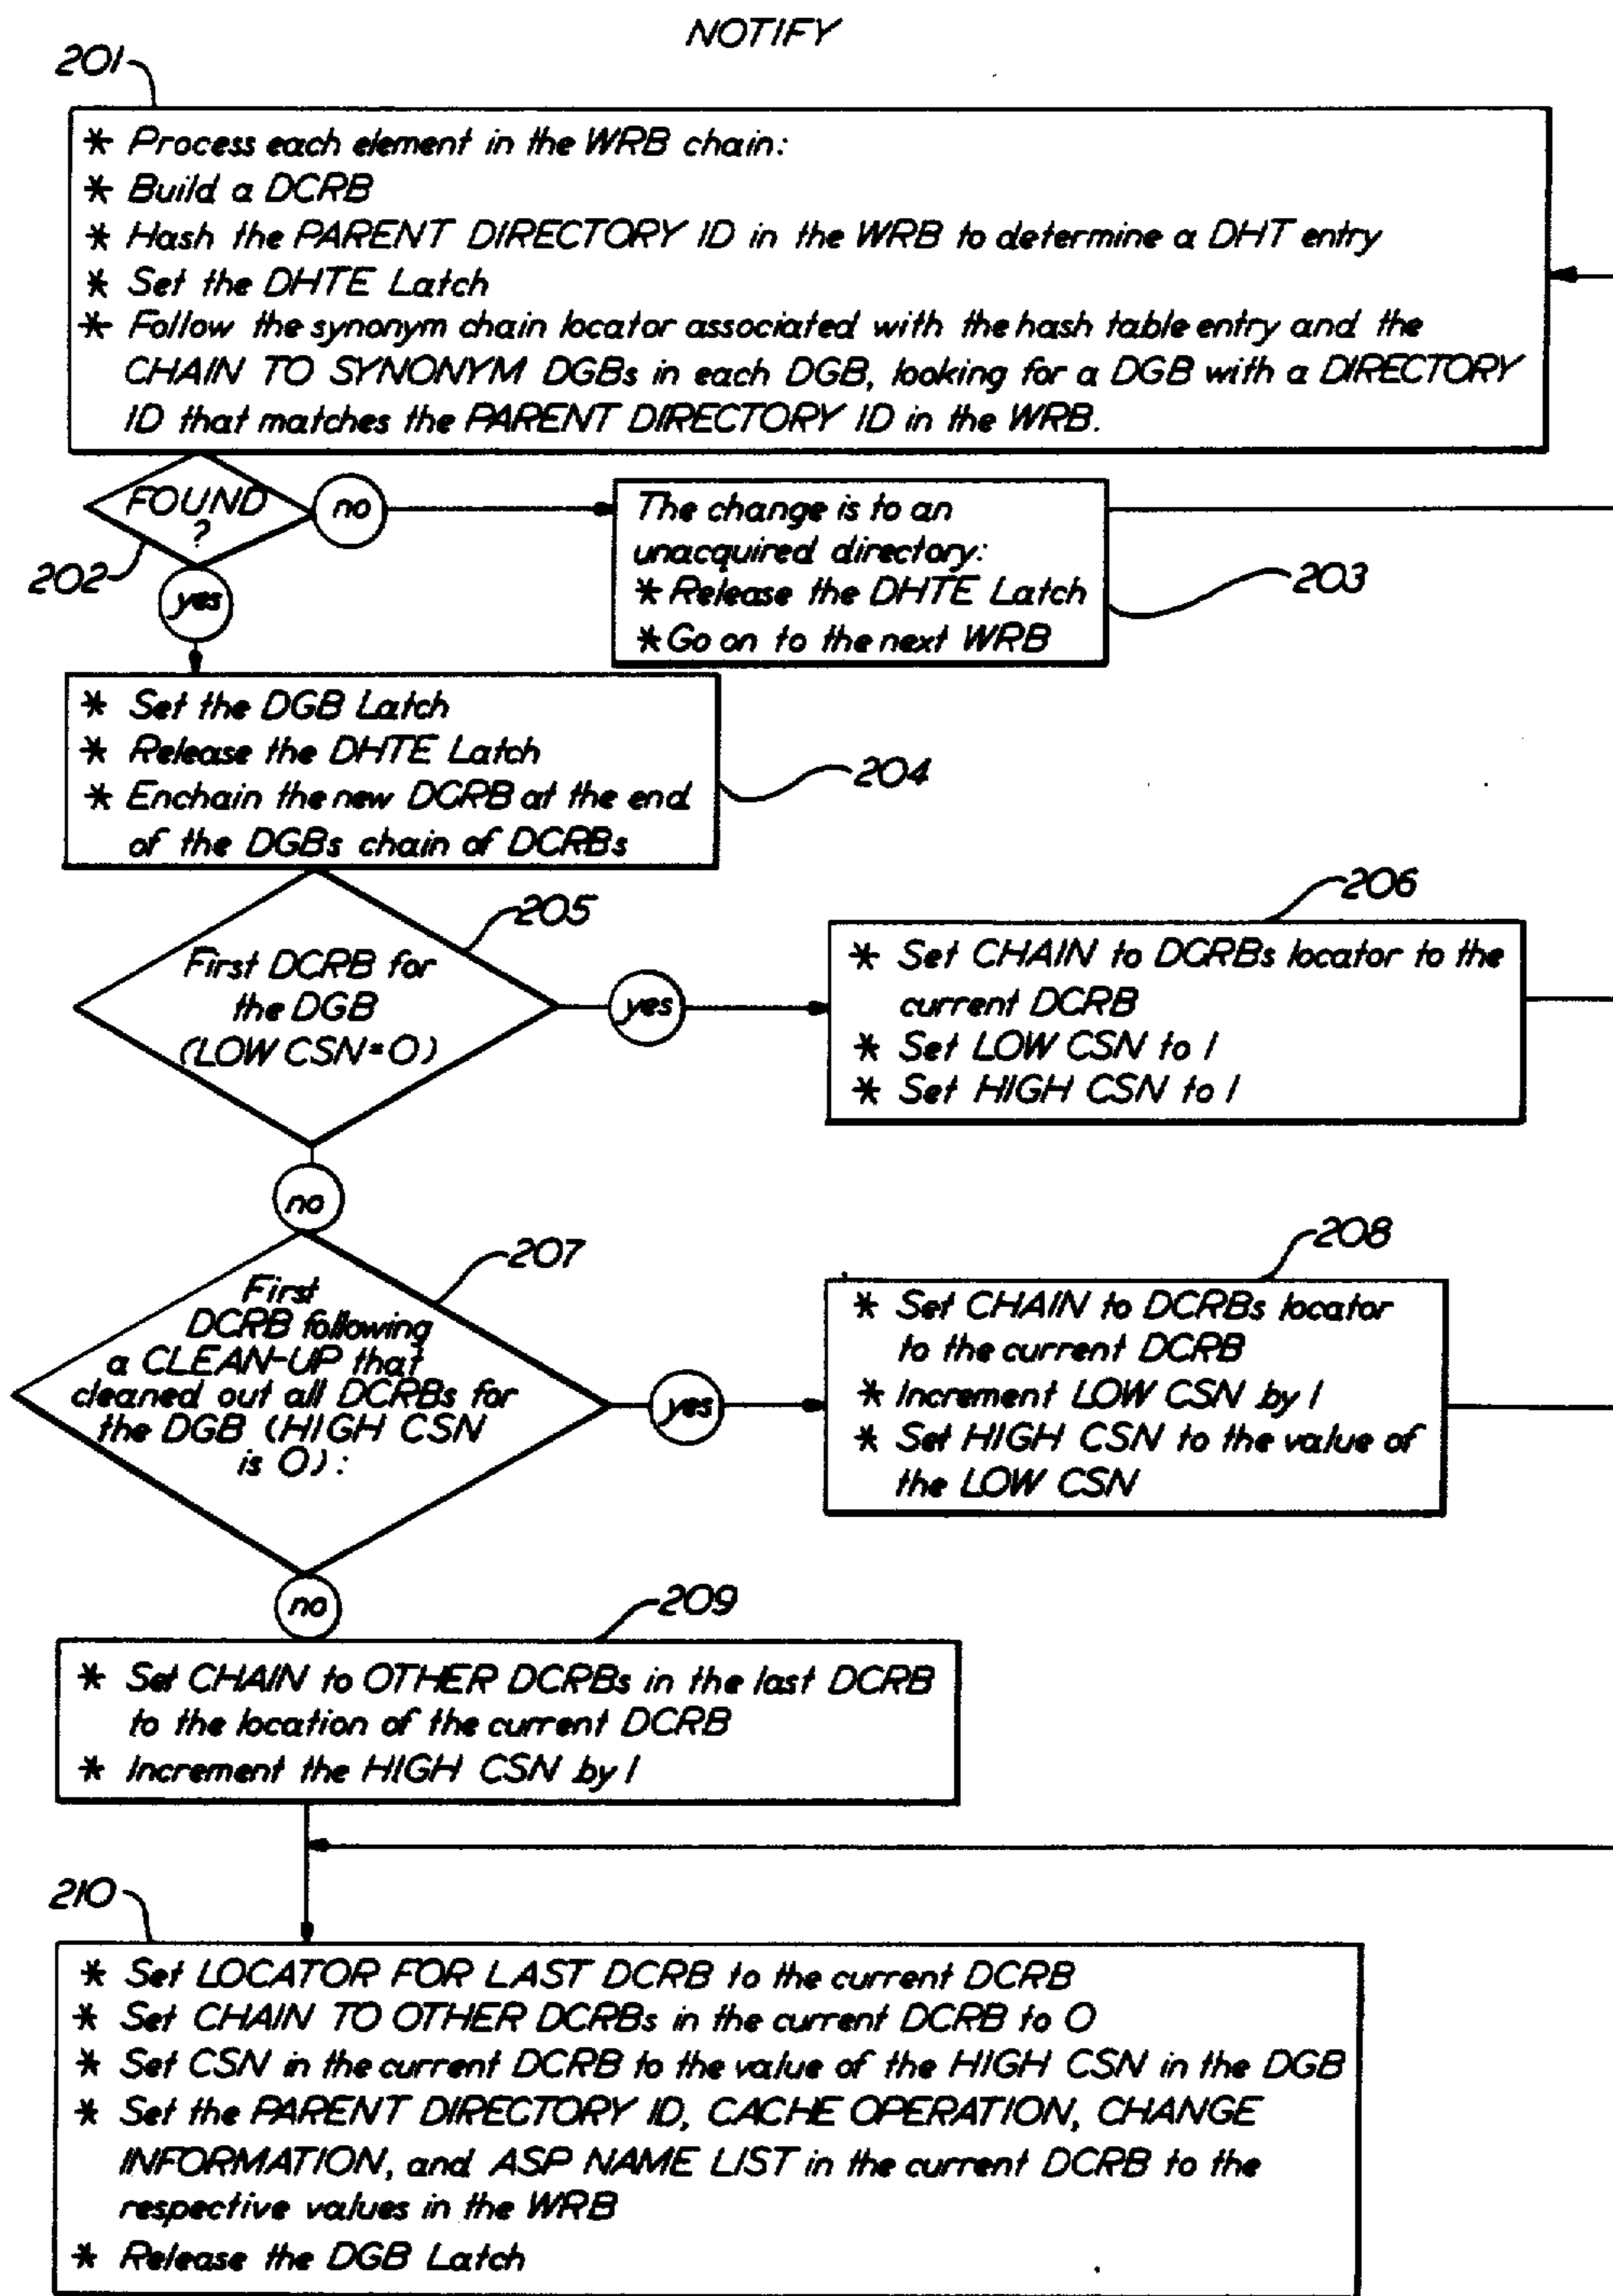 NOTIFY
201
* Process each element in the WRB chain:
* Build a DCRB
* Hash the PARENT DIRECTORY ID in the WRB to determine a DHT entry
* Set the DHTE Latch
* Follow the synonym chain locator associated with the hash table entry and the
CHAIN TO SYNONYM DGBs in each DGB, looking for a DGB with a DIRECTORY
ID that matches the PARENT DIRECTORY ID in the WRB.
FOUND
?
no
202
yes
The change is to an
unacquired directory:
* Release the DHTE Latch
* Go on to the next WRB
203
* Set the DGB Latch
* Release the DHTE Latch
* Enchain the new DCRB at the end
of the DGBs chain of DCRBs
204
205
First DCRB for
the DGB
(LOW CSN=0)
yes
206
* Set CHAIN to DCRBs locator to the
current DCRB
* Set LOW CSN to 1
* Set HIGH CSN to 1
no
207
First
DCRB following
a CLEAN-UP that
cleaned out all DCRBs for
the DGB (HIGH CSN
is 0):
yes
208
* Set CHAIN to DCRBs locator
to the current DCRB
* Increment LOW CSN by 1
* Set HIGH CSN to the value of
the LOW CSN
no
209
* Set CHAIN to OTHER DCRBs in the last DCRB
to the location of the current DCRB
* Increment the HIGH CSN by 1
210
* Set LOCATOR FOR LAST DCRB to the current DCRB
* Set CHAIN TO OTHER DCRBs in the current DCRB to 0
* Set CSN in the current DCRB to the value of the HIGH CSN in the DGB
* Set the PARENT DIRECTORY ID, CACHE OPERATION, CHANGE
INFORMATION, and ASP NAME LIST in the current DCRB to the
respective values in the WRB
* Release the DGB Latch